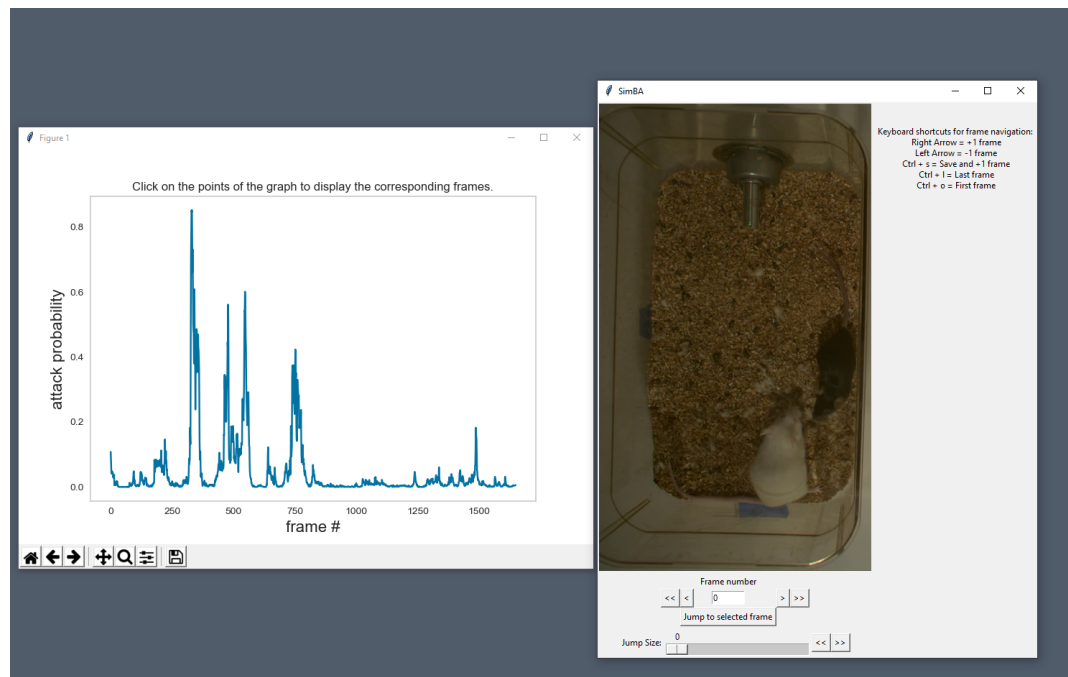 Figure 1
Click on the points of the graph to display the corresponding frames.
attack probability
0.8
0.6
0.4
0.2
0.0
0 250 500 750 1000 1250 1500
frame #
SimBA
Keyboard shortcuts for frame navigation:
Right Arrow = +1 frame
Left Arrow = -1 frame
Ctrl + s = Save and +1 frame
Ctrl + l = Last frame
Ctrl + o = First frame
Frame number
<< < 0 > >>
Jump to selected frame
0
Jump Size: << >>